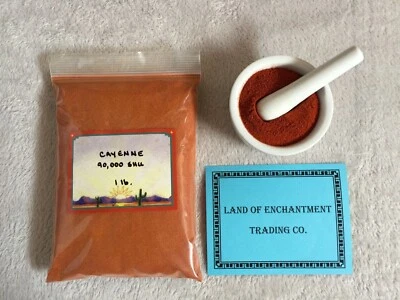 CAYENNE
90,000 SHU
1 lb.
LAND OF ENCHANTMENT
TRADING CO.